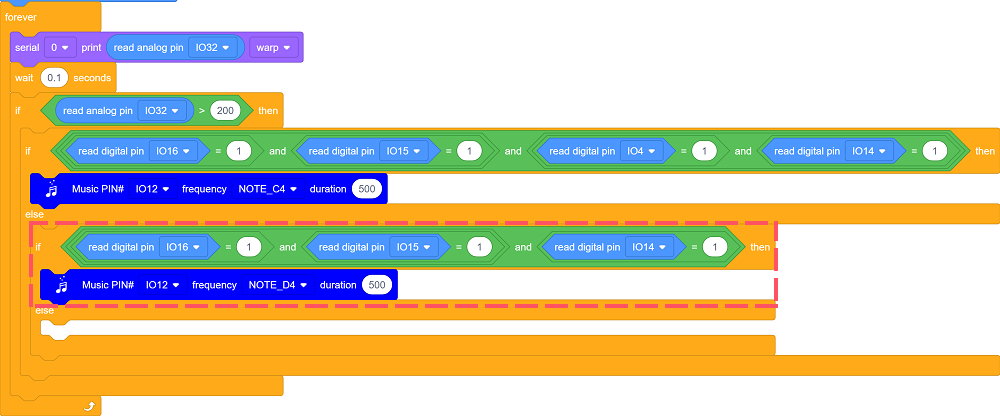 forever
serial 0 print read analog pin IO32 warp
wait 0.1 seconds
if read analog pin IO32 > 200 then
if read digital pin IO16 = 1 and read digital pin IO15 = 1 and read digital pin IO4 = 1 and read digital pin IO14 = 1 then
Music PIN# IO12 frequency NOTE_C4 duration 500
else
if read digital pin IO16 = 1 and read digital pin IO15 = 1 and read digital pin IO14 = 1 then
Music PIN# IO12 frequency NOTE_D4 duration 500
else